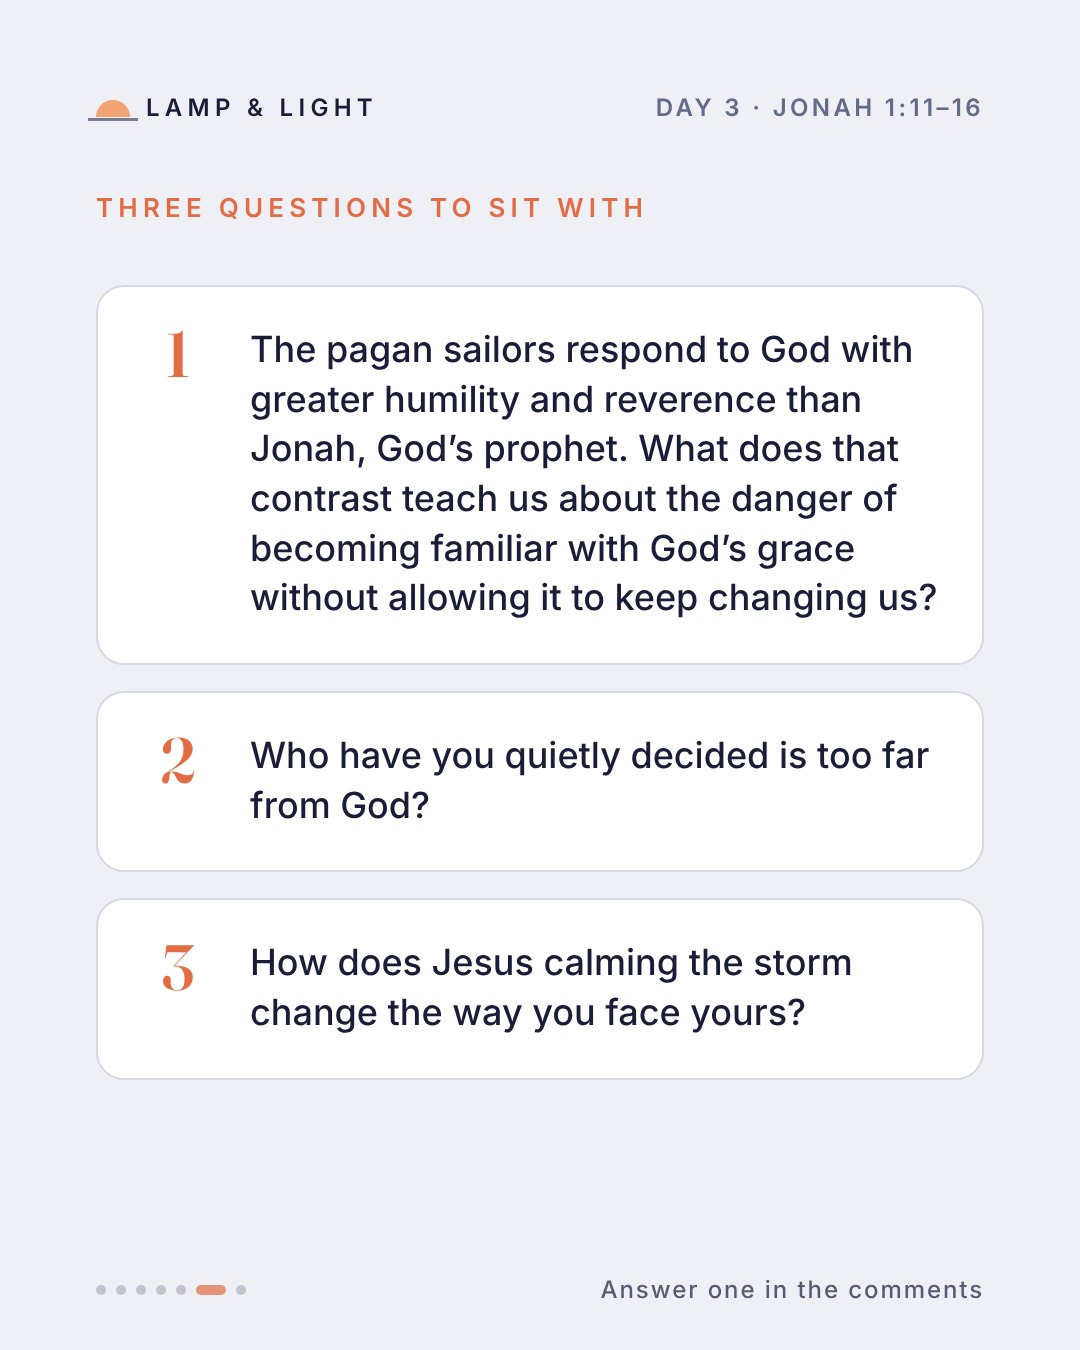 LAMP & LIGHT
DAY 3 · JONAH 1:11–16
THREE QUESTIONS TO SIT WITH
1
The pagan sailors respond to God with
greater humility and reverence than
Jonah, God’s prophet. What does that
contrast teach us about the danger of
becoming familiar with God’s grace
without allowing it to keep changing us?
2
Who have you quietly decided is too far
from God?
3
How does Jesus calming the storm
change the way you face yours?
Answer one in the comments